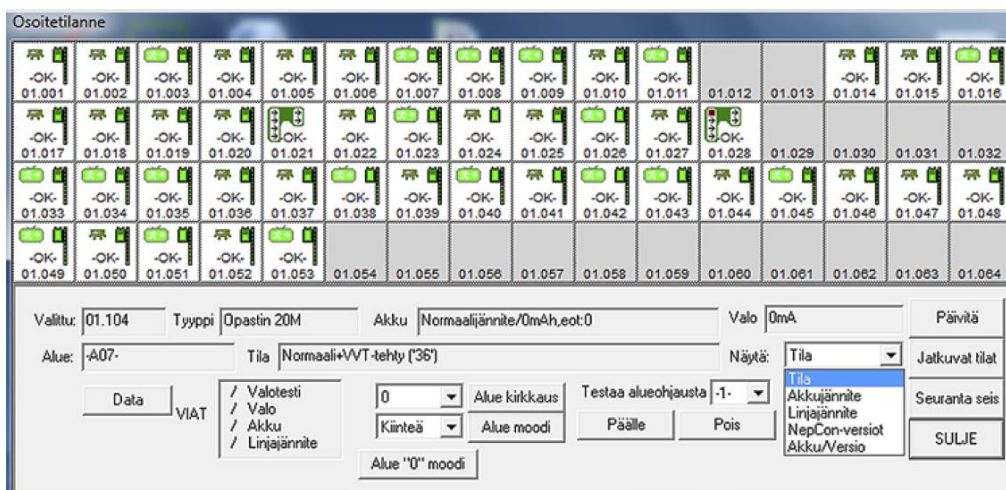 Osoitetilanne
-OK- -OK- -OK- -OK- -OK- -OK- -OK- -OK- -OK- -OK- -OK- -OK- -OK- -OK-
01.001 01.002 01.003 01.004 01.005 01.006 01.007 01.008 01.009 01.010 01.011 01.012 01.013 01.014 01.015 01.016
-OK- -OK- -OK- -OK- -OK- -OK- -OK- -OK- -OK- -OK- -OK- -OK-
01.017 01.018 01.019 01.020 01.021 01.022 01.023 01.024 01.025 01.026 01.027 01.028 01.029 01.030 01.031 01.032
-OK- -OK- -OK- -OK- -OK- -OK- -OK- -OK- -OK- -OK- -OK- -OK- -OK- -OK- -OK- -OK-
01.033 01.034 01.035 01.036 01.037 01.038 01.039 01.040 01.041 01.042 01.043 01.044 01.045 01.046 01.047 01.048
-OK- -OK- -OK- -OK- -OK-
01.049 01.050 01.051 01.052 01.053 01.054 01.055 01.056 01.057 01.058 01.059 01.060 01.061 01.062 01.063 01.064
Valittu: 01.104 Tyyppi Opastin 20M Akku Normaalijännite/0mAh,eot:0 Valo 0mA Päivitä
Alue: -A07- Tila Normaali+VVT-tehty ('36') Näytä: Tila Jatkuvat tilat
Tila
Akkujännite
Linjajännite
NepCon-versiot
Akku/Versio
Data VIAT
/ Valotesti
/ Valo
/ Akku
/ Linjajännite
0 Alue kirkkaus Testaa alueohjausta -1- Seuranta seis
Kiinteä Alue moodi Päälle Pois SULJE
Alue "0" moodi